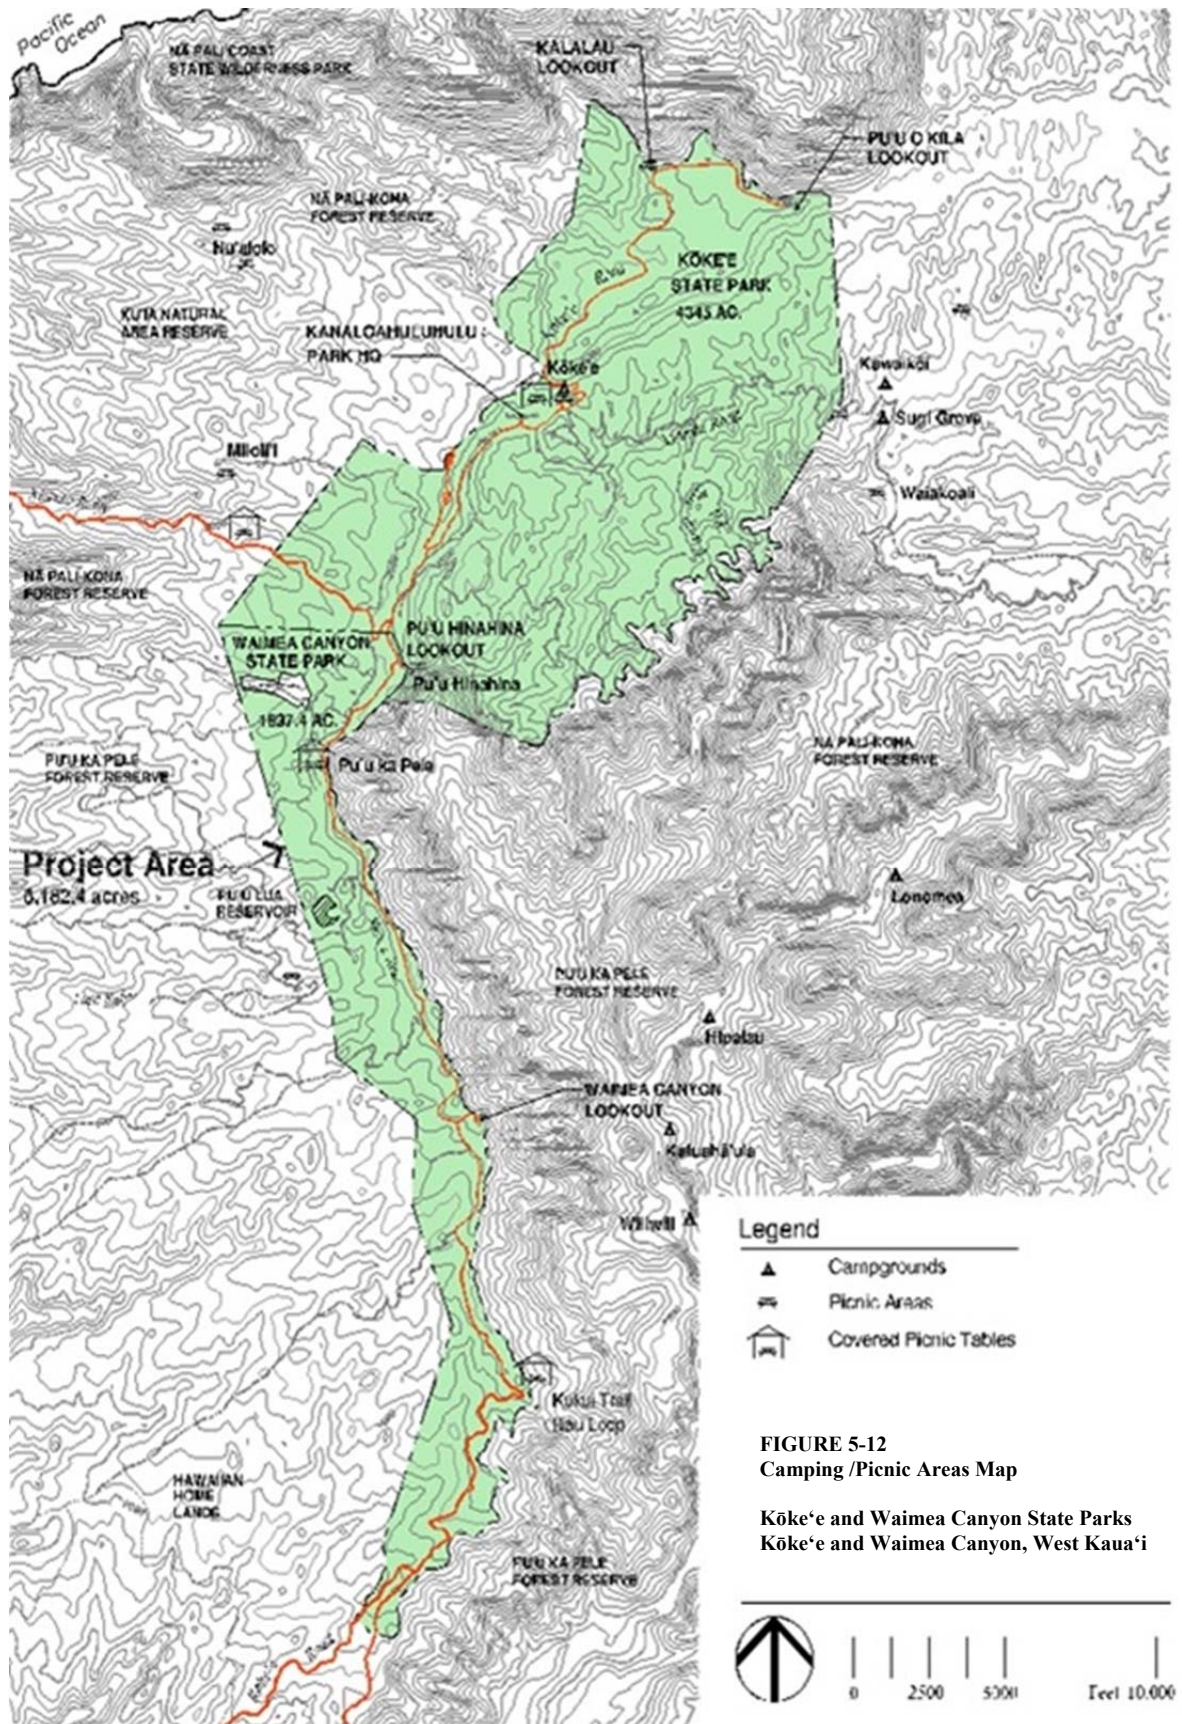 Pacific
Ocean
NĀ PALI COAST
STATE WILDERNESS PARK
KALALAU
LOOKOUT
PU'U O KILA
LOOKOUT
NĀ PALI-KONA
FOREST RESERVE
Nu'alolo
KŌKE'E
STATE PARK
4345 AC.
KUIA NATURAL
AREA RESERVE
KANALOAHULUHULU
PARK HQ
Kōke'e
Kawaikōi
Sugi Grove
Miloli'i
Waiakoali
NĀ PALI-KONA
FOREST RESERVE
PU'U HINAHINA
LOOKOUT
WAIMEA CANYON
STATE PARK
Pu'u Hinahina
PU'U KA PELE
FOREST RESERVE
Pu'u ka Pele
NĀ PALI-KONA
FOREST RESERVE
Project Area
6,182.4 acres
PU'U LUA
RESERVOIR
Lonomea
PU'U KA PELE
FOREST RESERVE
Hipalau
WAIMEA CANYON
LOOKOUT
Kaluahā'ula
Wiliwili
Legend
Campgrounds
Picnic Areas
Covered Picnic Tables
Kukui Trail
Iliau Loop
FIGURE 5-12
Camping /Picnic Areas Map
Kōke‘e and Waimea Canyon State Parks
Kōke‘e and Waimea Canyon, West Kaua‘i
HAWAIIAN
HOME
LANDS
PU'U KA PELE
FOREST RESERVE
0 2500 5000 Feet 10,000